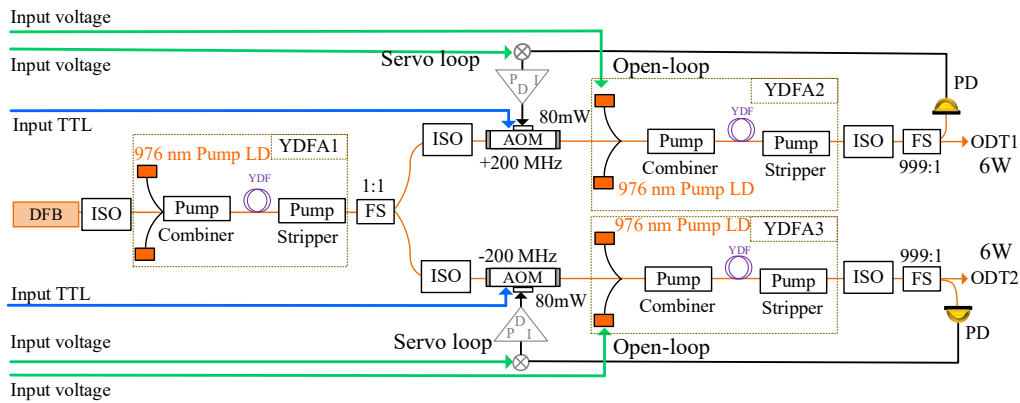 Input voltage
Input voltage
Servo loop
Open-loop
PD
P D I
YDFA2
YDF
Input TTL
80mW
ISO
AOM
+200 MHz
Pump
Combiner
Pump
Stripper
ISO
FS
999:1
ODT1
6W
976 nm Pump LD
976 nm Pump LD
YDFA1
YDF
1:1
DFB
ISO
Pump
Combiner
Pump
Stripper
FS
976 nm Pump LD
YDFA3
YDF
-200 MHz
ISO
AOM
80mW
Pump
Combiner
Pump
Stripper
ISO
999:1
FS
6W
ODT2
Input TTL
P D I
PD
Input voltage
Servo loop
Open-loop
Input voltage